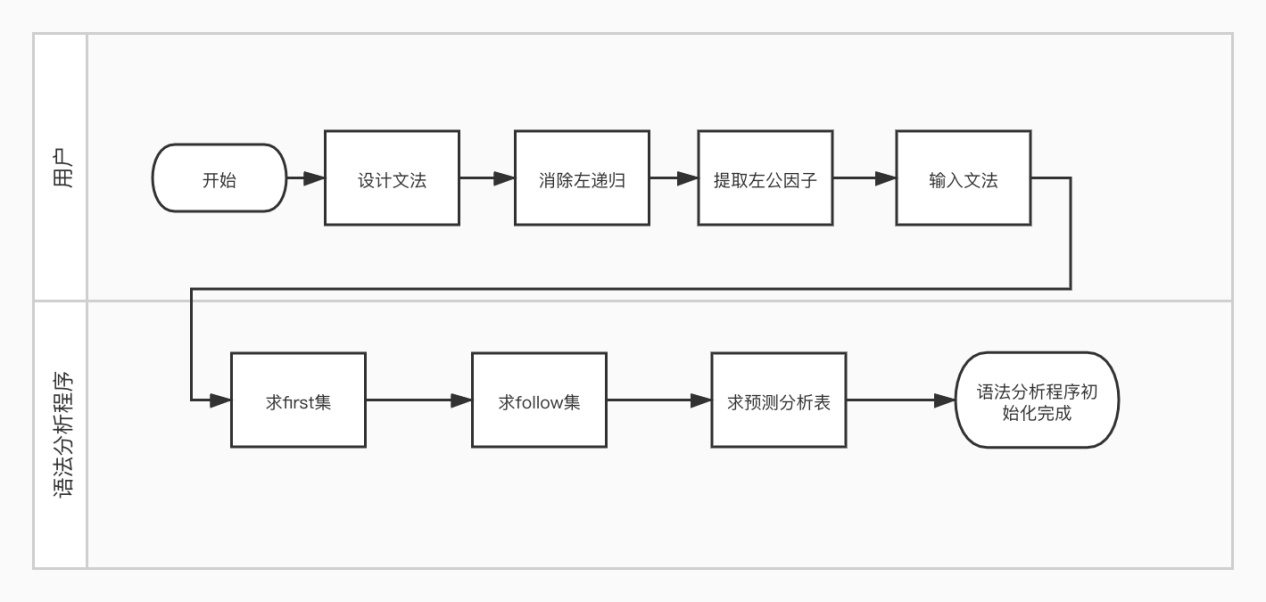 用户
开始
设计文法
消除左递归
提取左公因子
输入文法
语法分析程序
求first集
求follow集
求预测分析表
语法分析程序初
始化完成